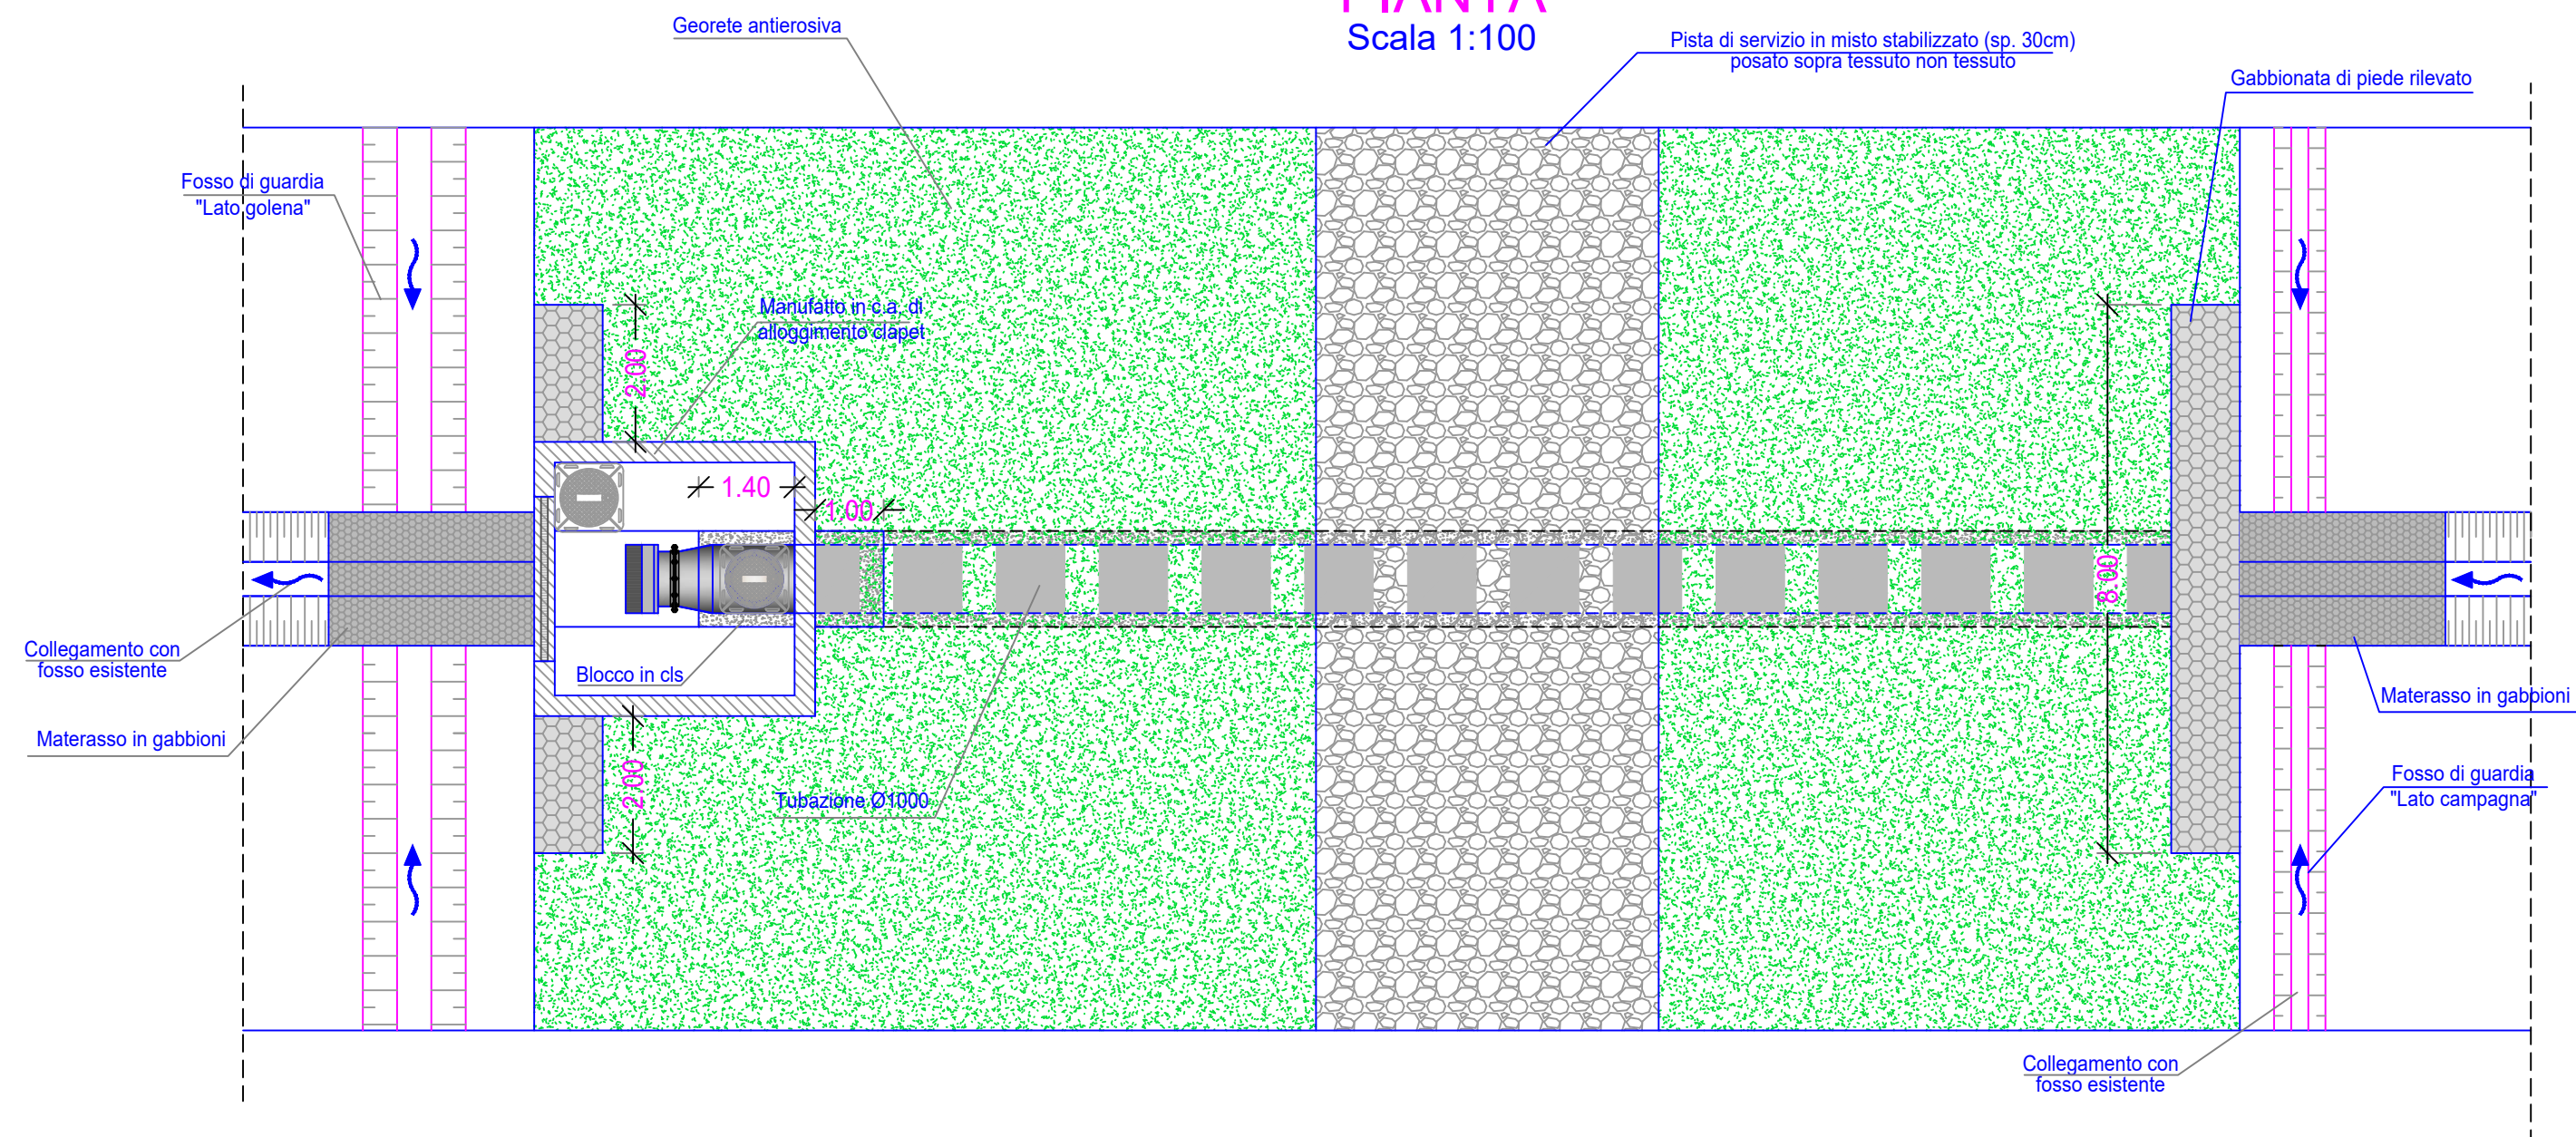 PIANTA
Scala 1:100
Georete antierosiva
Pista di servizio in misto stabilizzato (sp. 30cm)
posato sopra tessuto non tessuto
Gabbionata di piede rilevato
Fosso di guardia
"Lato golena"
Manufatto in c.a. di
alloggimento clapet
2.00
1.40
1.00
8.00
Collegamento con
fosso esistente
Blocco in cls
Materasso in gabbioni
Materasso in gabbioni
2.00
Tubazione Ø1000
Fosso di guardia
"Lato campagna"
Collegamento con
fosso esistente